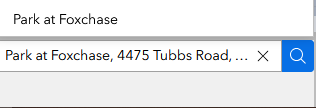 Park at Foxchase
Park at Foxchase, 4475 Tubbs Road, ...